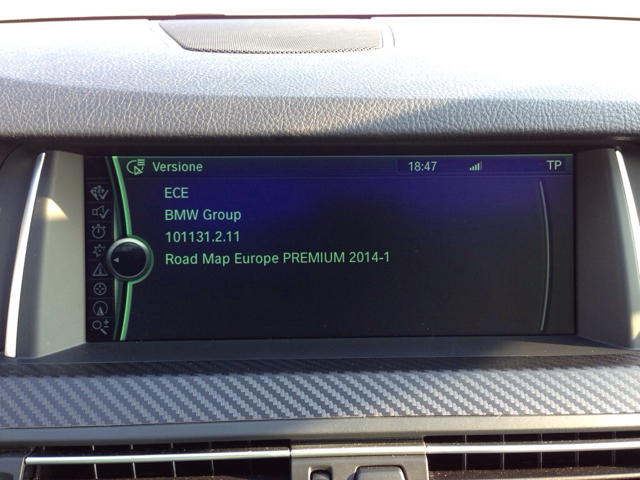 Versione 18:47 TP
ECE
BMW Group
101131.2.11
Road Map Europe PREMIUM 2014-1